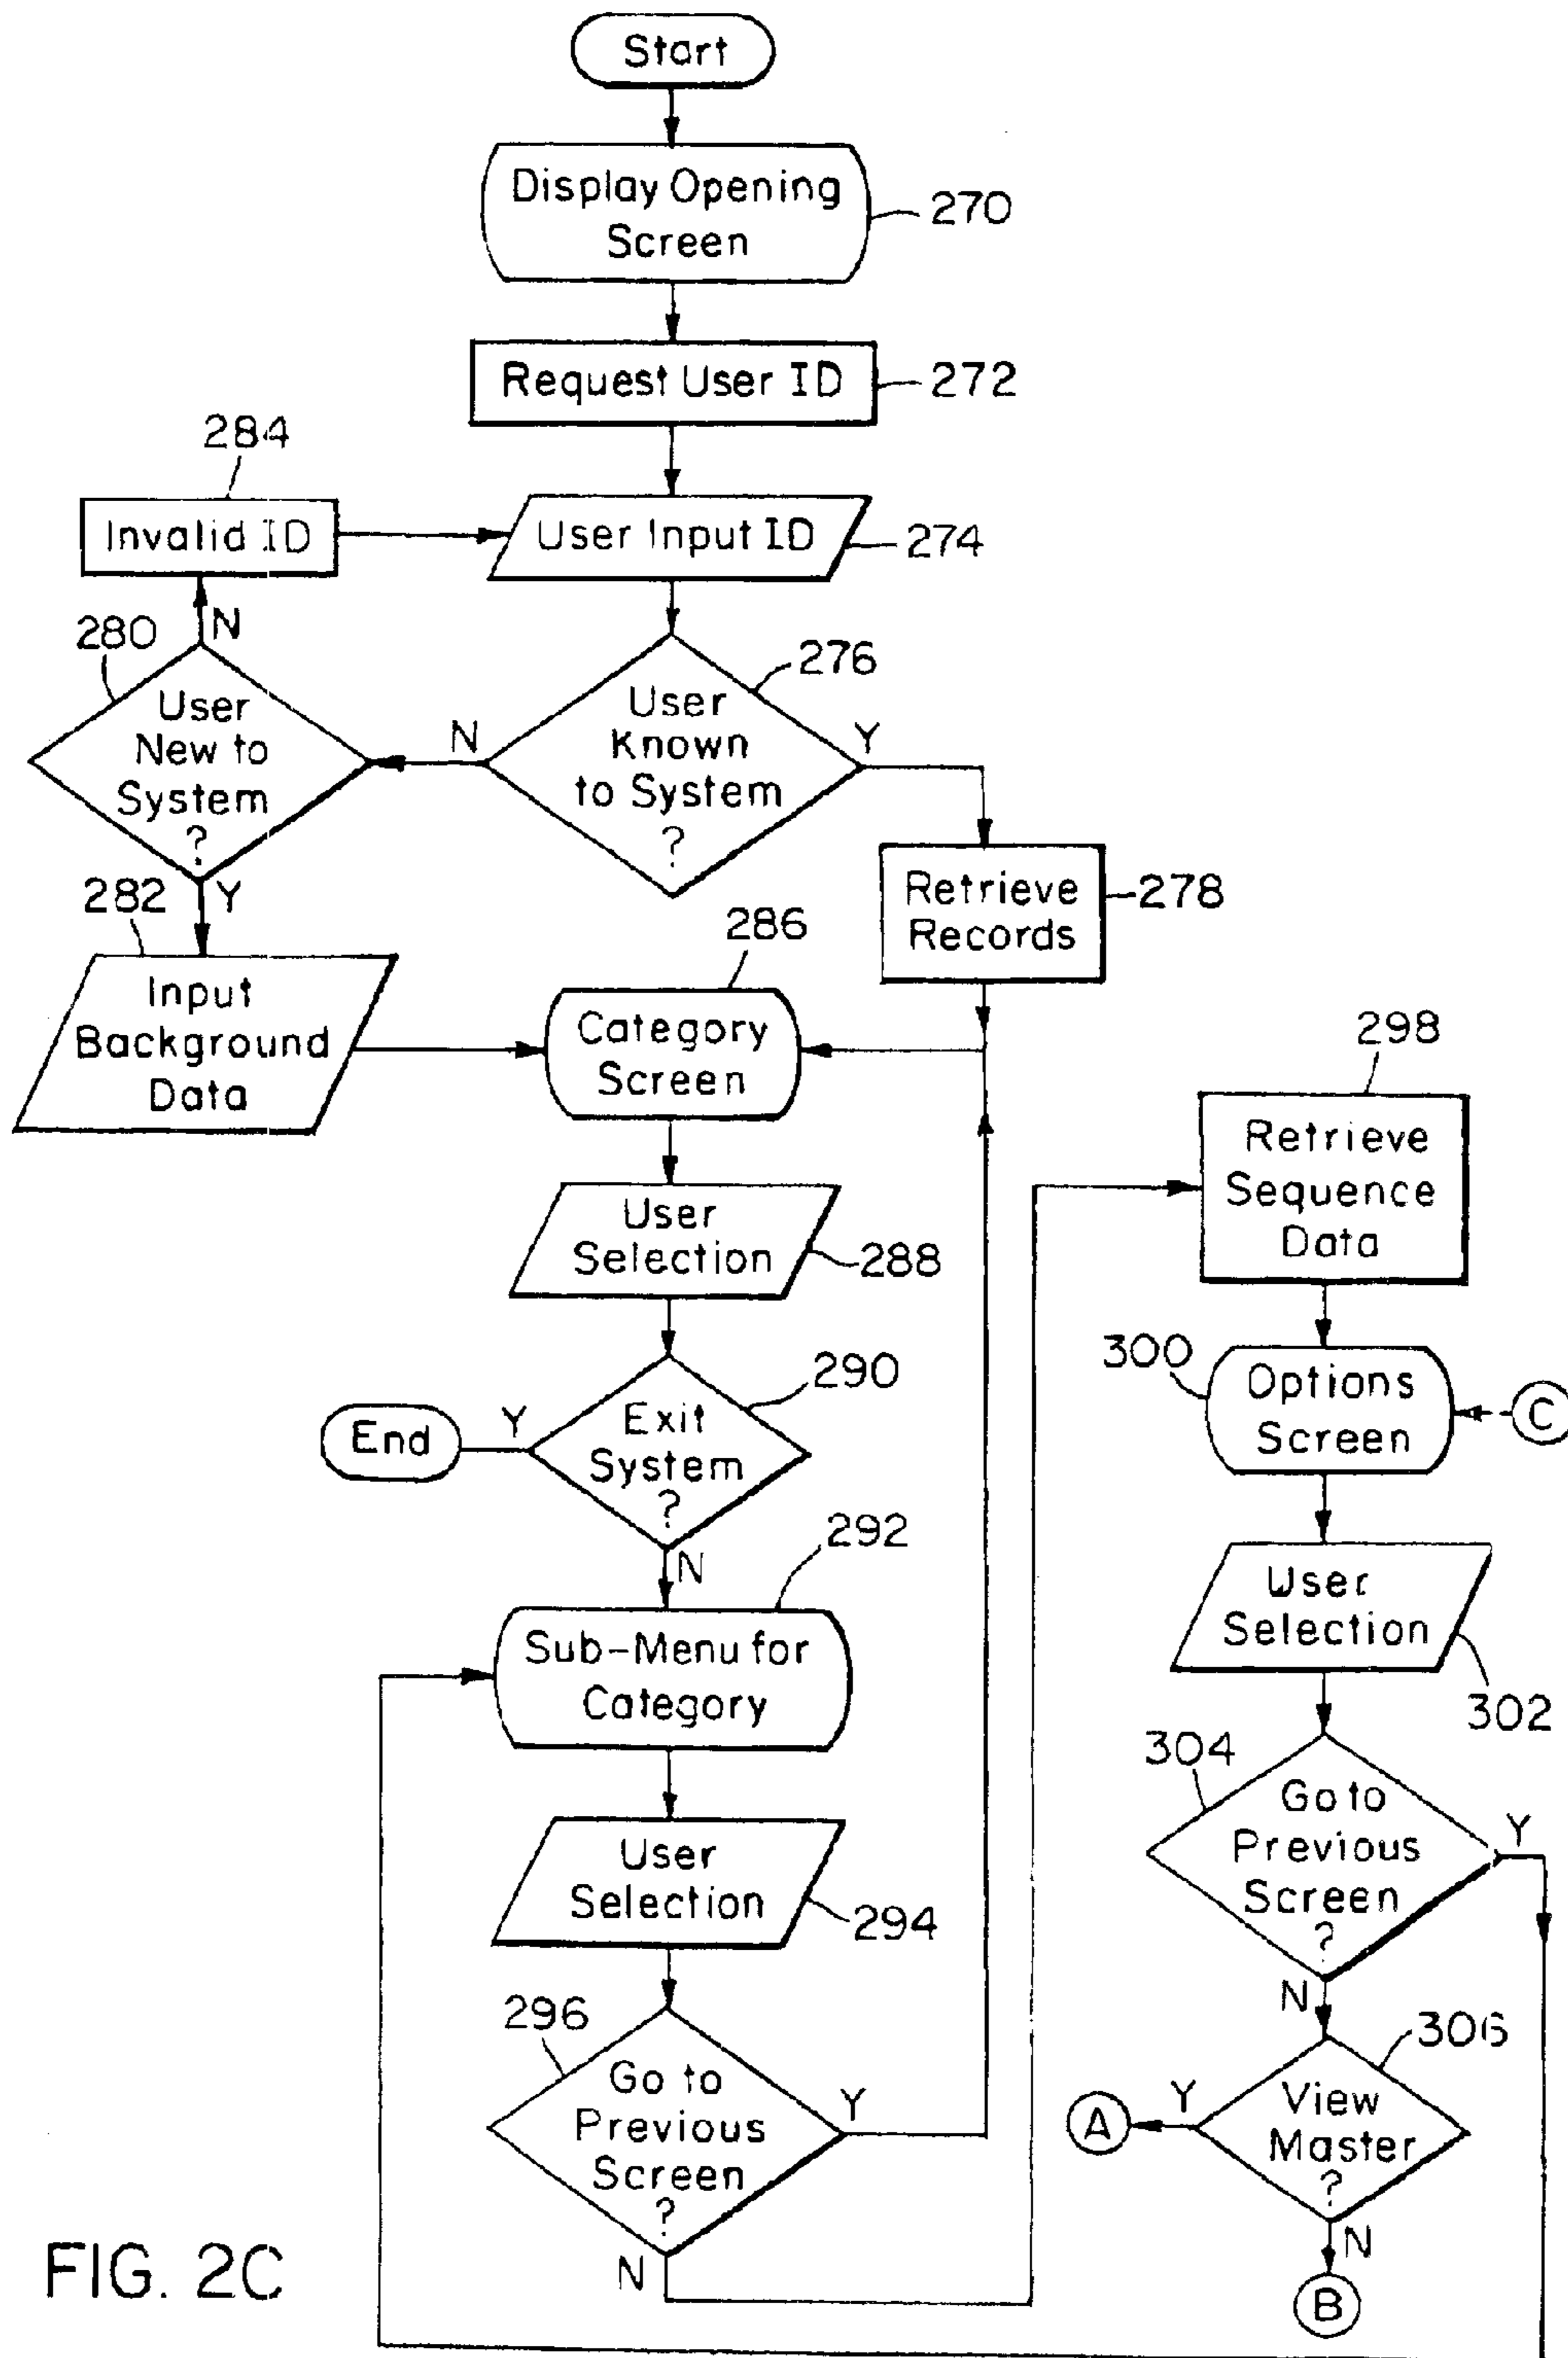 Start
Display Opening
Screen
270
Request User ID
272
284
Invalid ID
User Input ID
274
280
N
276
User
New to
System
?
N
User
Known
to System
?
Y
282
Y
Retrieve
Records
278
286
Input
Background
Data
Category
Screen
298
Retrieve
Sequence
Data
User
Selection
288
300
Options
Screen
C
290
End
Y
Exit
System
?
N
292
User
Selection
302
Sub-Menu for
Category
304
Go to
Previous
Screen
?
Y
N
User
Selection
294
296
Go to
Previous
Screen
?
Y
N
306
A
Y
View
Master
?
N
B
FIG. 2C